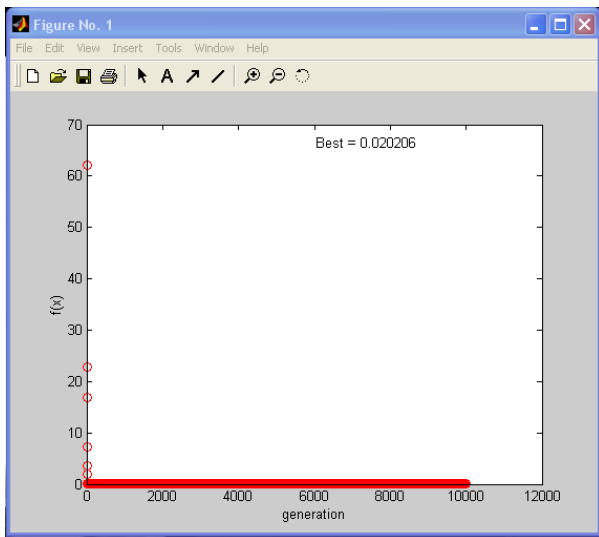 Figure No. 1
File Edit View Insert Tools Window Help
A
70
Best = 0.020206
60
50
40
f(x)
30
20
10
0
0 2000 4000 6000 8000 10000 12000
generation